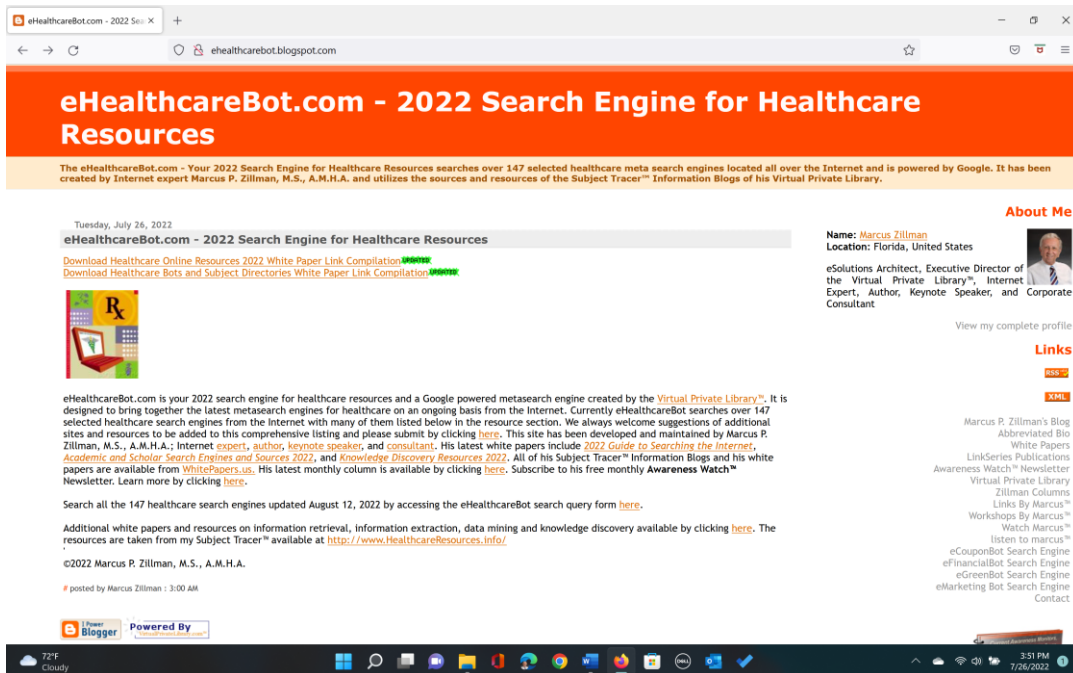 eHealthcareBot.com - 2022 Sea
ehealthcarebot.blogspot.com
eHealthcareBot.com - 2022 Search Engine for Healthcare
Resources
The eHealthcareBot.com - Your 2022 Search Engine for Healthcare Resources searches over 147 selected healthcare meta search engines located all over the Internet and is powered by Google. It has been
created by Internet expert Marcus P. Zillman, M.S., A.M.H.A. and utilizes the sources and resources of the Subject Tracer™ Information Blogs of his Virtual Private Library.
Tuesday, July 26, 2022
eHealthcareBot.com - 2022 Search Engine for Healthcare Resources
Download Healthcare Online Resources 2022 White Paper Link Compilation UPDATED
Download Healthcare Bots and Subject Directories White Paper Link Compilation UPDATED
Rx
eHealthcareBot.com is your 2022 search engine for healthcare resources and a Google powered metasearch engine created by the Virtual Private Library™. It is
designed to bring together the latest metasearch engines for healthcare on an ongoing basis from the Internet. Currently eHealthcareBot searches over 147
selected healthcare search engines from the Internet with many of them listed below in the resource section. We always welcome suggestions of additional
sites and resources to be added to this comprehensive listing and please submit by clicking here. This site has been developed and maintained by Marcus P.
Zillman, M.S., A.M.H.A.; Internet expert, author, keynote speaker, and consultant. His latest white papers include 2022 Guide to Searching the Internet,
Academic and Scholar Search Engines and Sources 2022, and Knowledge Discovery Resources 2022. All of his Subject Tracer™ Information Blogs and his white
papers are available from WhitePapers.us. His latest monthly column is available by clicking here. Subscribe to his free monthly Awareness Watch™
Newsletter. Learn more by clicking here.
Search all the 147 healthcare search engines updated August 12, 2022 by accessing the eHealthcareBot search query form here.
Additional white papers and resources on information retrieval, information extraction, data mining and knowledge discovery available by clicking here. The
resources are taken from my Subject Tracer™ available at http://www.HealthcareResources.info/
©2022 Marcus P. Zillman, M.S., A.M.H.A.
# posted by Marcus Zillman : 3:00 AM
I Power
Blogger
Powered By
About Me
Name: Marcus Zillman
Location: Florida, United States
eSolutions Architect, Executive Director of
the Virtual Private Library™, Internet
Expert, Author, Keynote Speaker, and Corporate
Consultant
View my complete profile
Links
RSS
XML
Marcus P. Zillman's Blog
Abbreviated Bio
White Papers
LinkSeries Publications
Awareness Watch™ Newsletter
Virtual Private Library
Zillman Columns
Links By Marcus™
Workshops By Marcus™
Watch Marcus™
listen to marcus™
eCouponBot Search Engine
eFinancialBot Search Engine
eGreenBot Search Engine
eMarketing Bot Search Engine
Contact
72°F
Cloudy
DELL
3:51 PM
7/26/2022
1